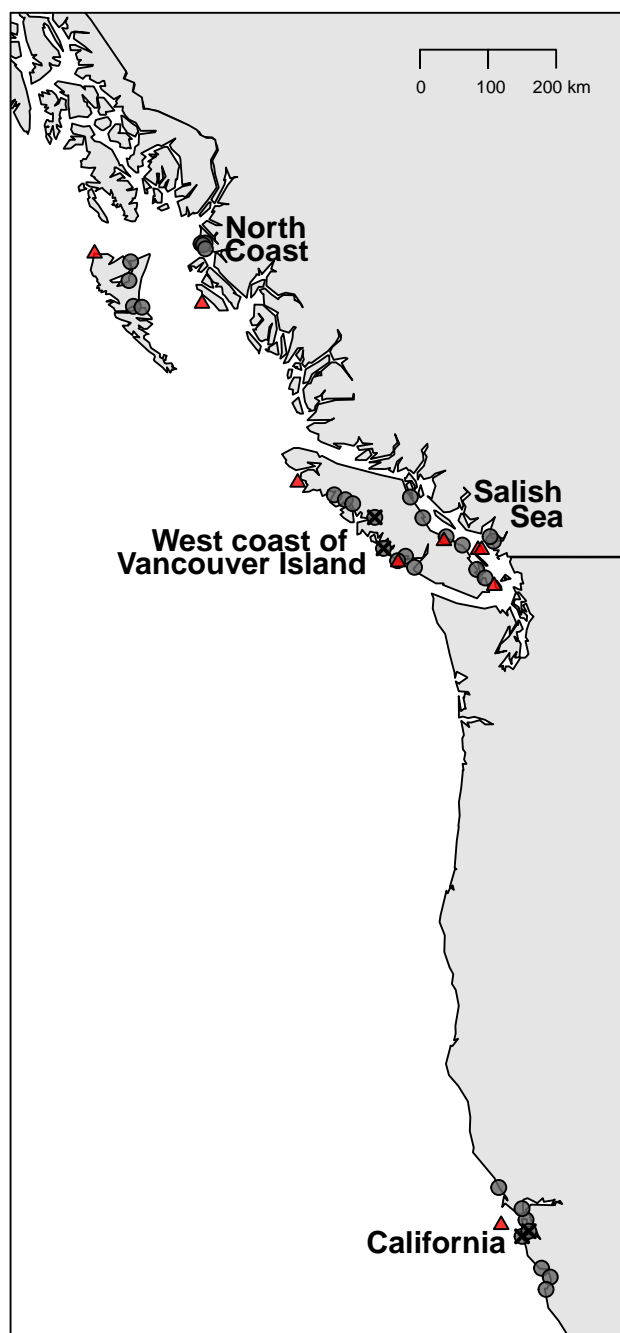 0 100 200 km
North
Coast
Salish
Sea
West coast of
Vancouver Island
California